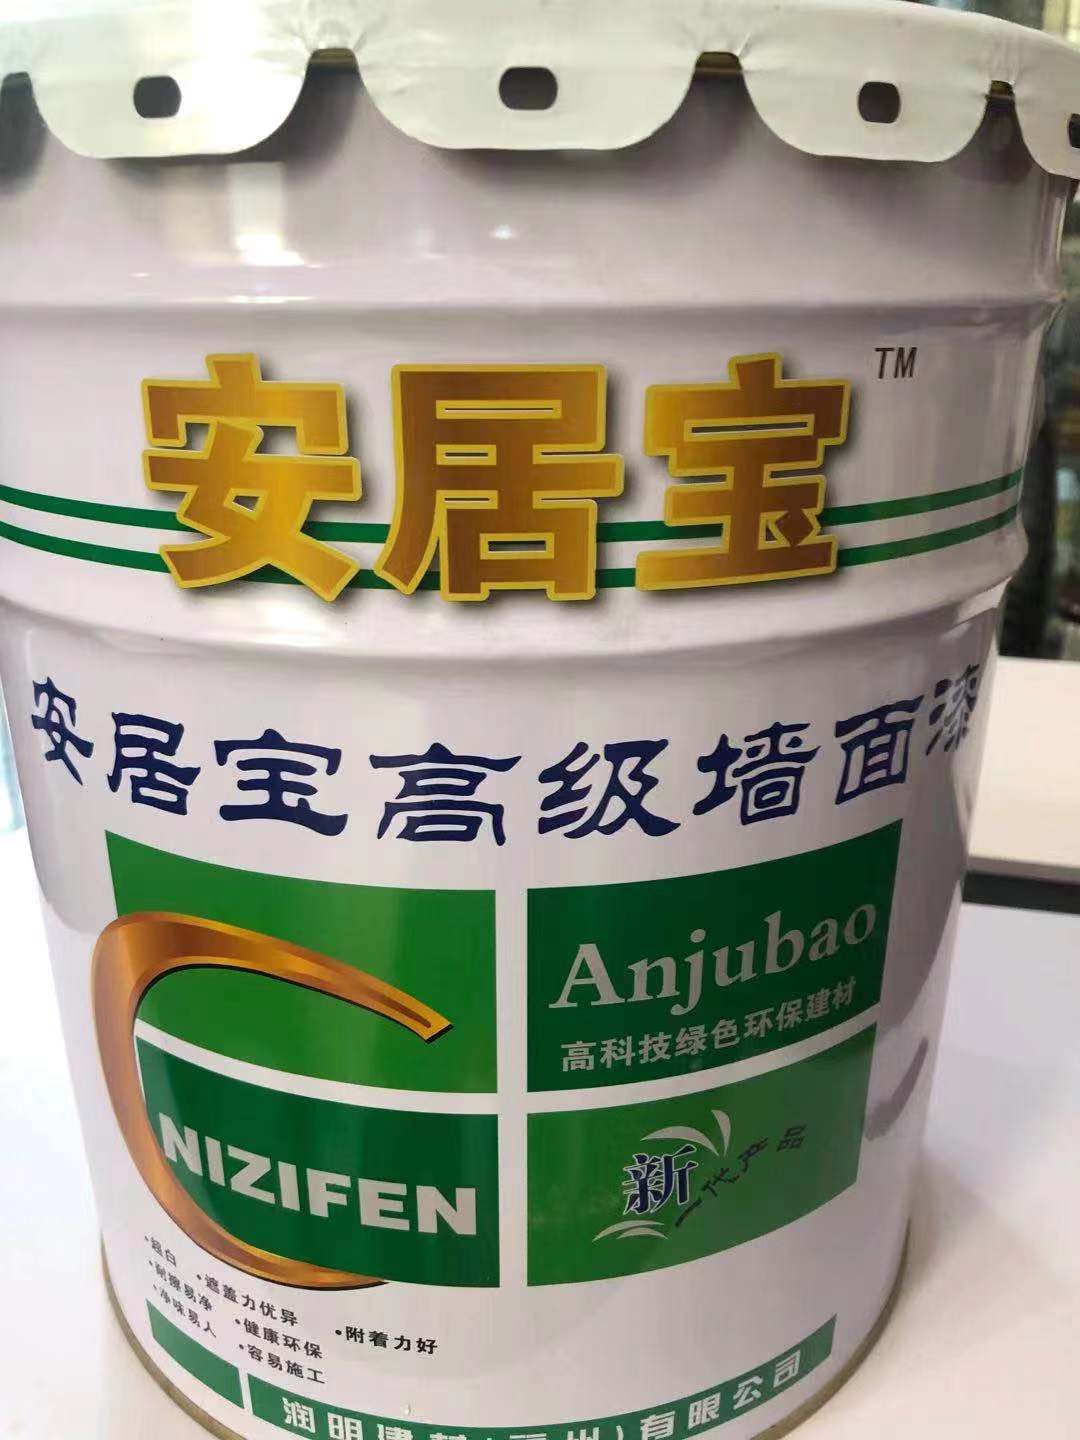 安居宝 TM
安居宝高级墙面漆
Anjubao
高科技绿色环保建材
NIZIFEN
新一代产品
·超白
·遮盖力优异
·耐擦易净
·健康环保
·附着力好
·净味易人
·容易施工
润明建材(福州)有限公司